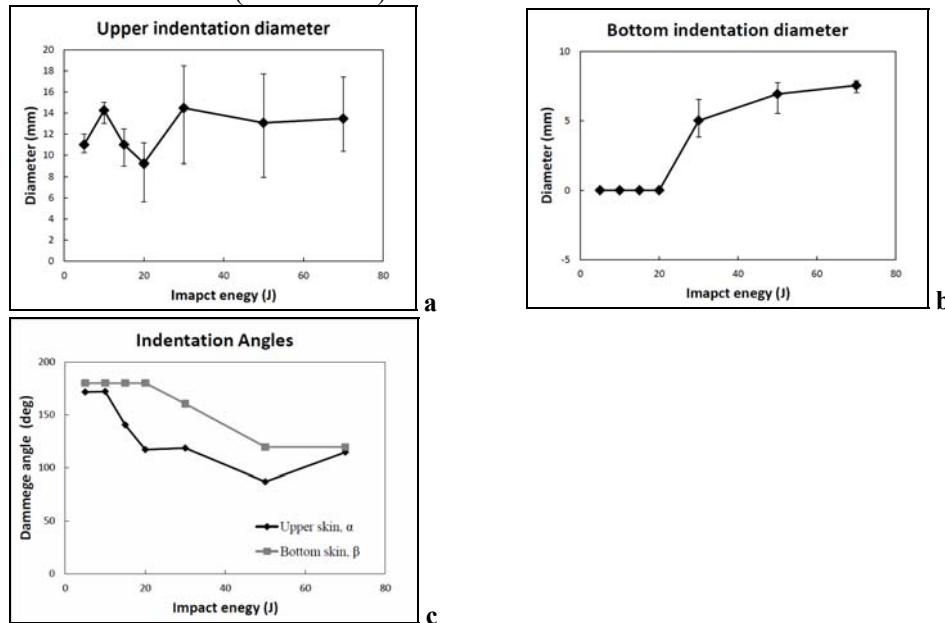 Upper indentation diameter
20
18
16
14
12
10
8
6
4
2
0
Diameter (mm)
0 20 40 60 80
Imapct enegy (J)
a
Bottom indentation diameter
10
5
0
-5
Diameter (mm)
0 20 40 60 80
Imapct enegy (J)
b
Indentation Angles
200
150
100
50
0
Dammege angle (deg)
Upper skin, α
Bottom skin, β
0 20 40 60 80
Impact enegy (J)
c